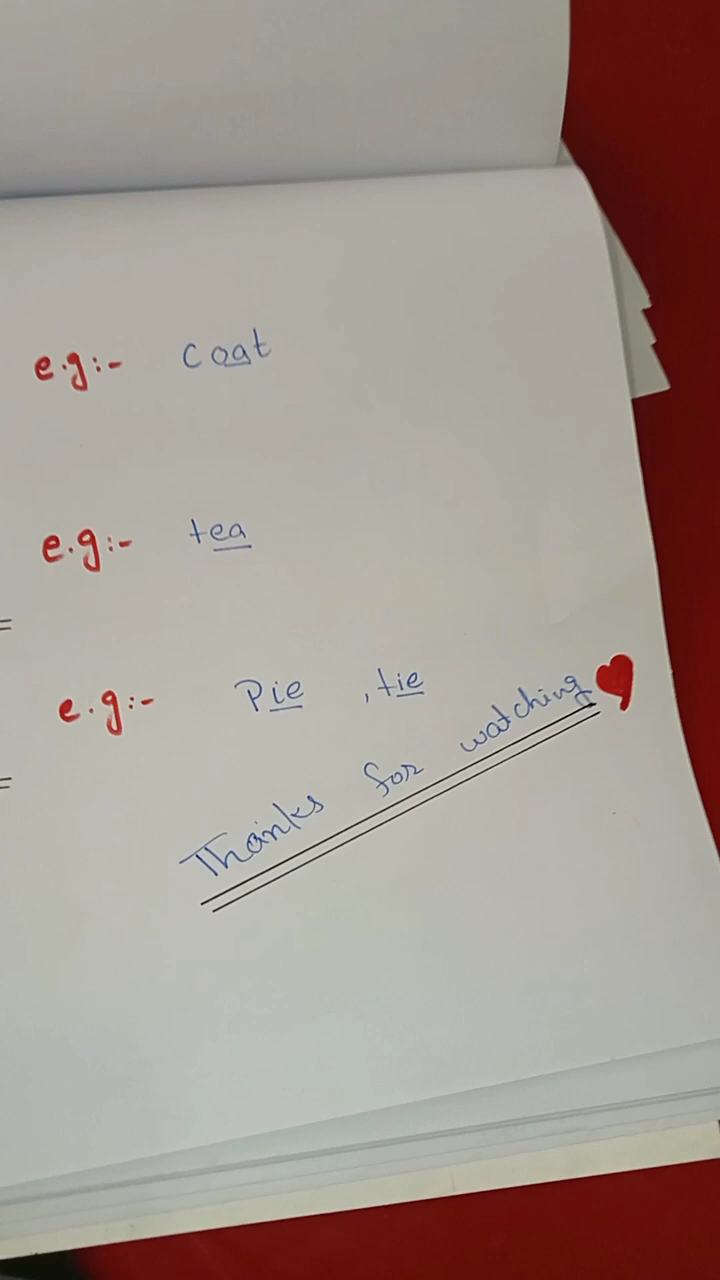 e.g:- coat
e.g:- tea
=
e.g:- Pie , tie
=
Thanks for watching